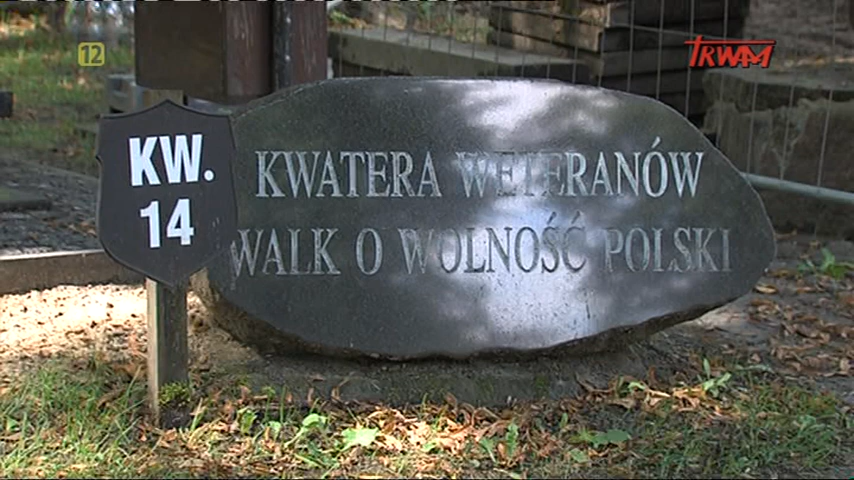 12
TRWAM
KW.
14
KWATERA WETERANÓW
WALK O WOLNOŚĆ POLSKI